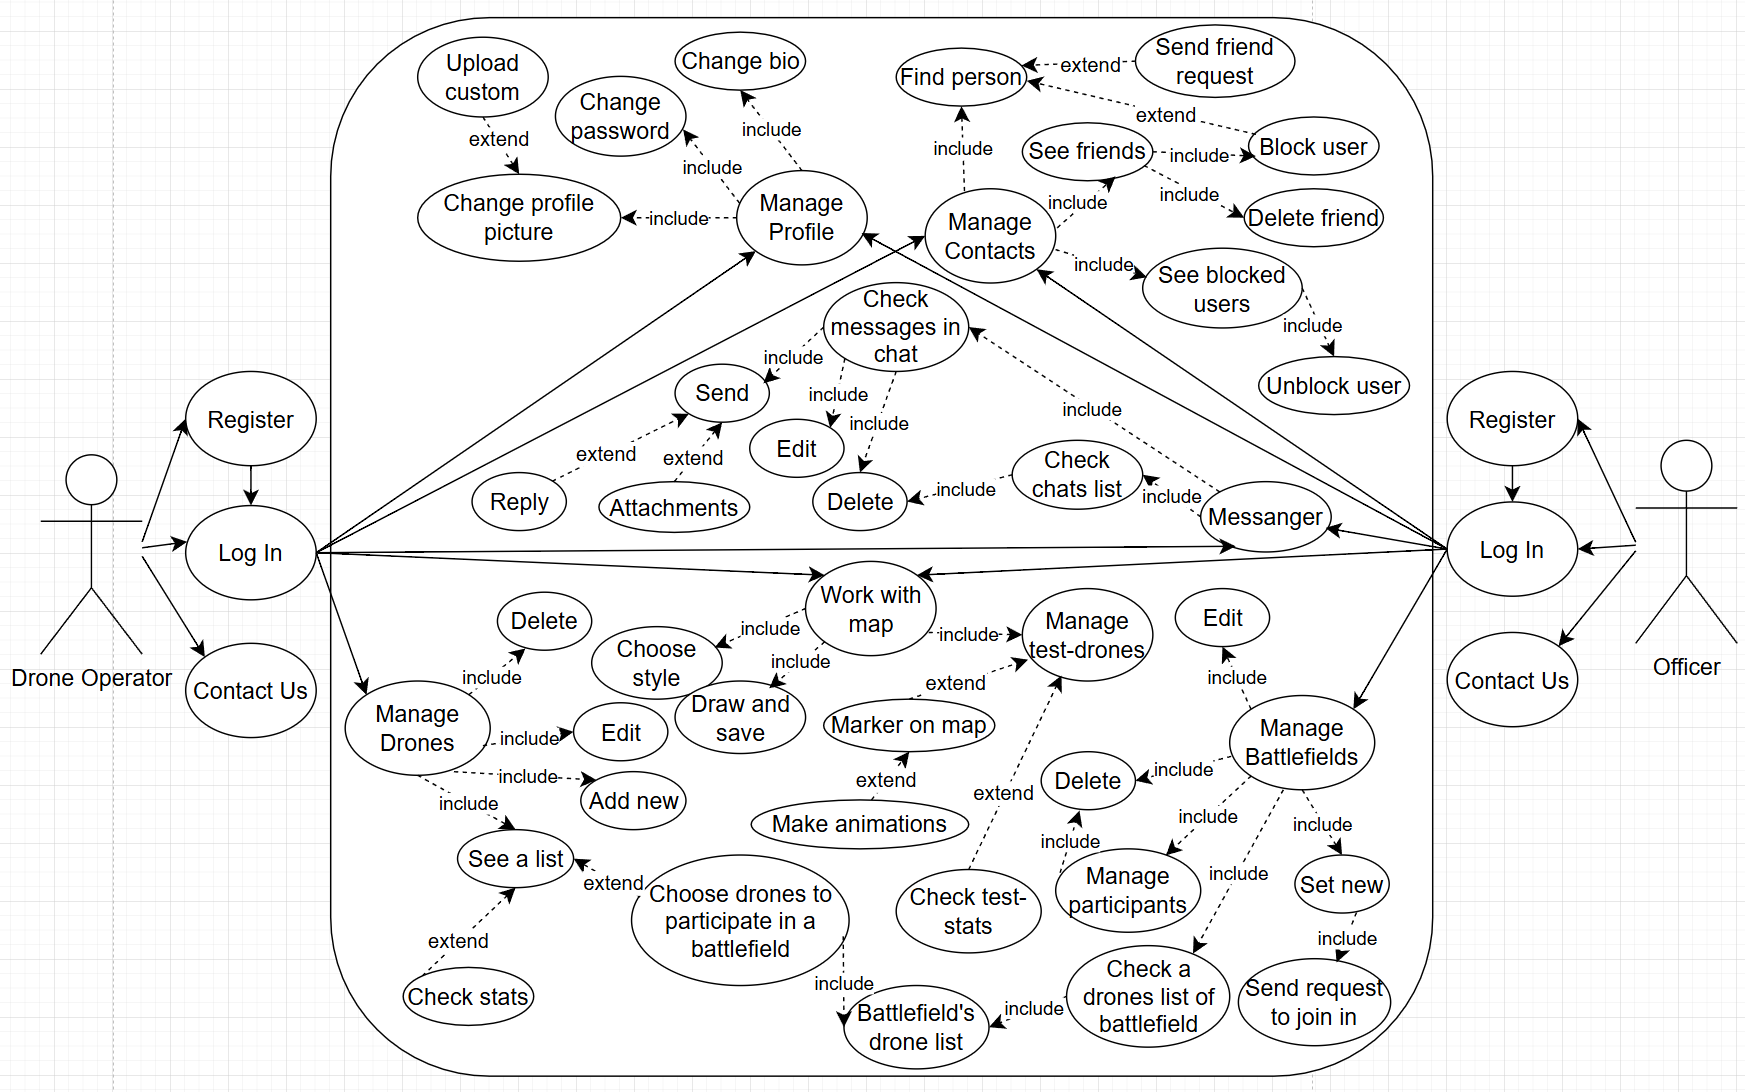 Upload
custom
Change bio
Find person
extend
Send friend
request
Change
password
extend
include
extend
include
See friends
include
Block user
include
include
Change profile
picture
include
Manage
Profile
Manage
Contacts
include
Delete friend
include
See blocked
users
include
Unblock user
Check
messages in
chat
include
Send
include
include
include
Edit
extend
extend
Reply
Attachments
Delete
include
Check
chats list
include
Messanger
Register
Log In
Contact Us
Drone Operator
Register
Log In
Contact Us
Officer
Work with
map
include
include
include
Choose
style
Draw and
save
Manage
test-drones
extend
Marker on map
extend
Make animations
extend
Check test-
stats
Delete
include
Manage
Drones
include
Edit
include
Add new
include
See a list
extend
extend
Check stats
Choose drones to
participate in a
battlefield
include
Battlefield's
drone list
include
Check a
drones list of
battlefield
Edit
include
Manage
Battlefields
include
Delete
include
include
Manage
participants
include
include
Set new
include
Send request
to join in